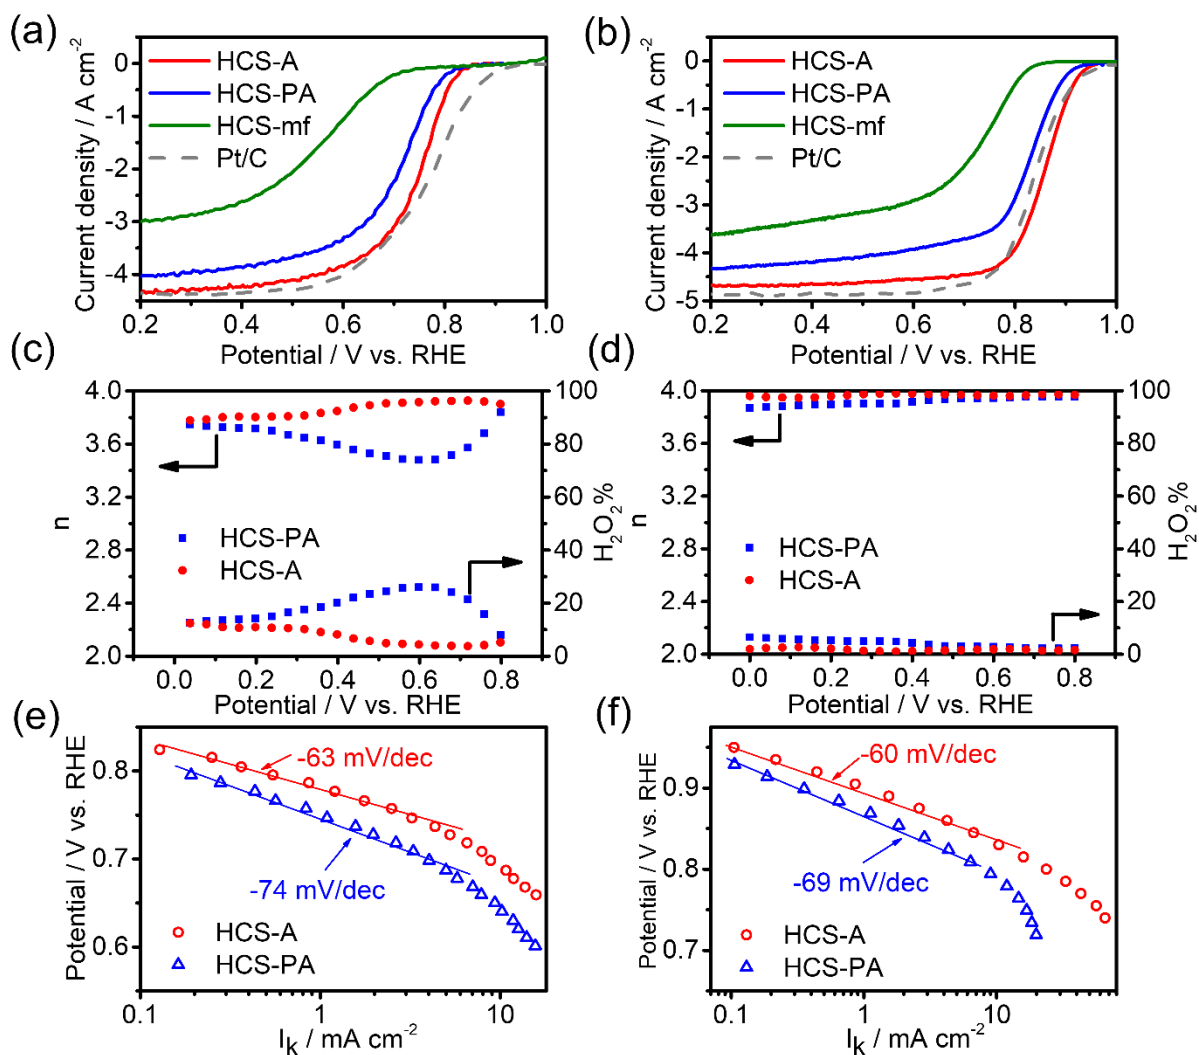 (a)
Current density / A cm-2
0
-1
-2
-3
-4
HCS-A
HCS-PA
HCS-mf
Pt/C
0.2 0.4 0.6 0.8 1.0
Potential / V vs. RHE
(b)
Current density / A cm-2
0
-1
-2
-3
-4
-5
HCS-A
HCS-PA
HCS-mf
Pt/C
0.2 0.4 0.6 0.8 1.0
Potential / V vs. RHE
(c)
n
4.0
3.6
3.2
2.8
2.4
2.0
HCS-PA
HCS-A
100
80
60
40
20
0
H2O2%
0.0 0.2 0.4 0.6 0.8
Potential / V vs. RHE
(d)
n
4.0
3.6
3.2
2.8
2.4
2.0
HCS-PA
HCS-A
100
80
60
40
20
0
H2O2%
0.0 0.2 0.4 0.6 0.8
Potential / V vs. RHE
(e)
Potential / V vs. RHE
0.8
0.7
0.6
-63 mV/dec
-74 mV/dec
HCS-A
HCS-PA
0.1 1 10
Ik / mA cm-2
(f)
Potential / V vs. RHE
0.9
0.8
0.7
-60 mV/dec
-69 mV/dec
HCS-A
HCS-PA
0.1 1 10
Ik / mA cm-2